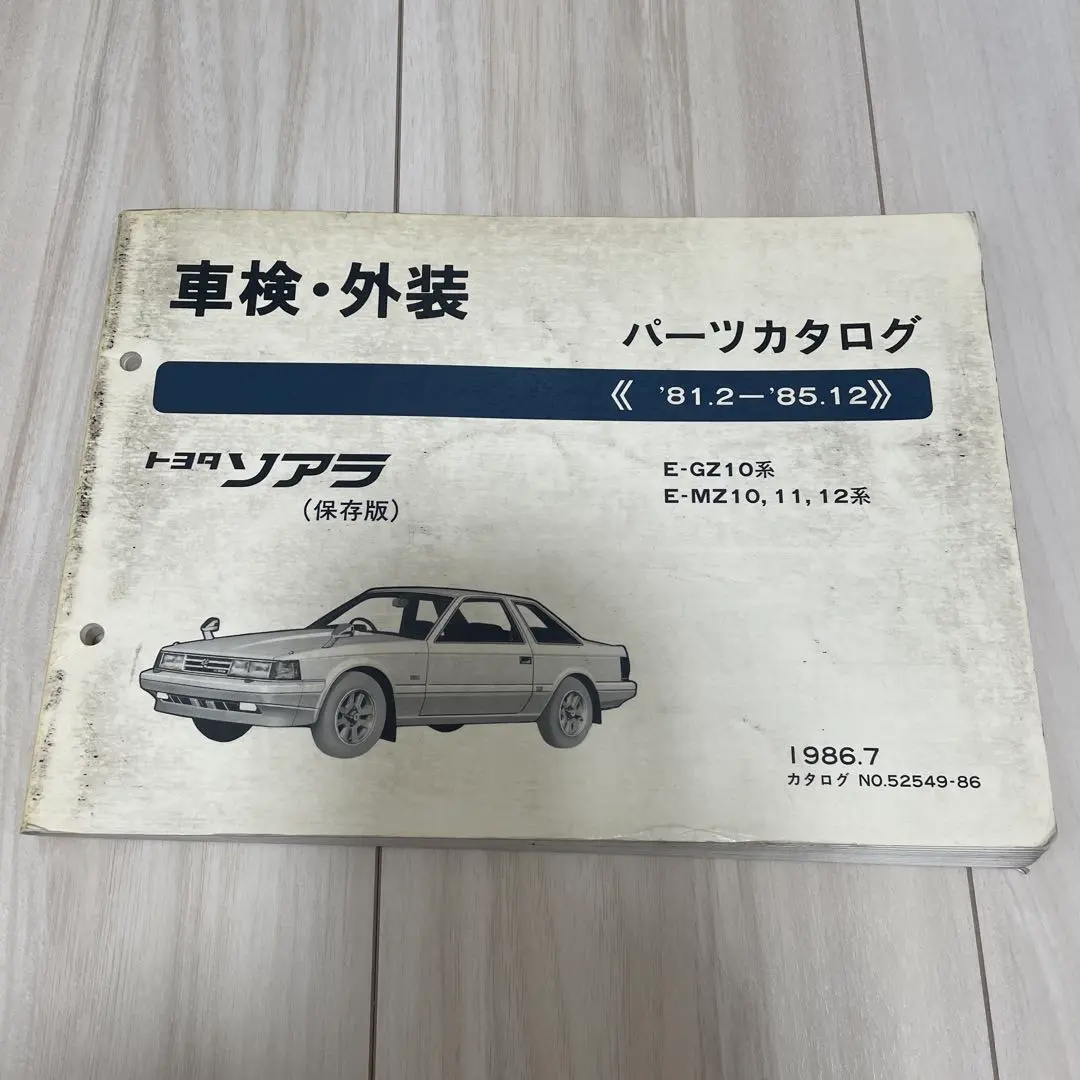 車検・外装
パーツカタログ
《 '81.2－'85.12》
トヨタ ソアラ
(保存版)
E-GZ10系
E-MZ10, 11, 12系
1986.7
カタログ NO.52549-86